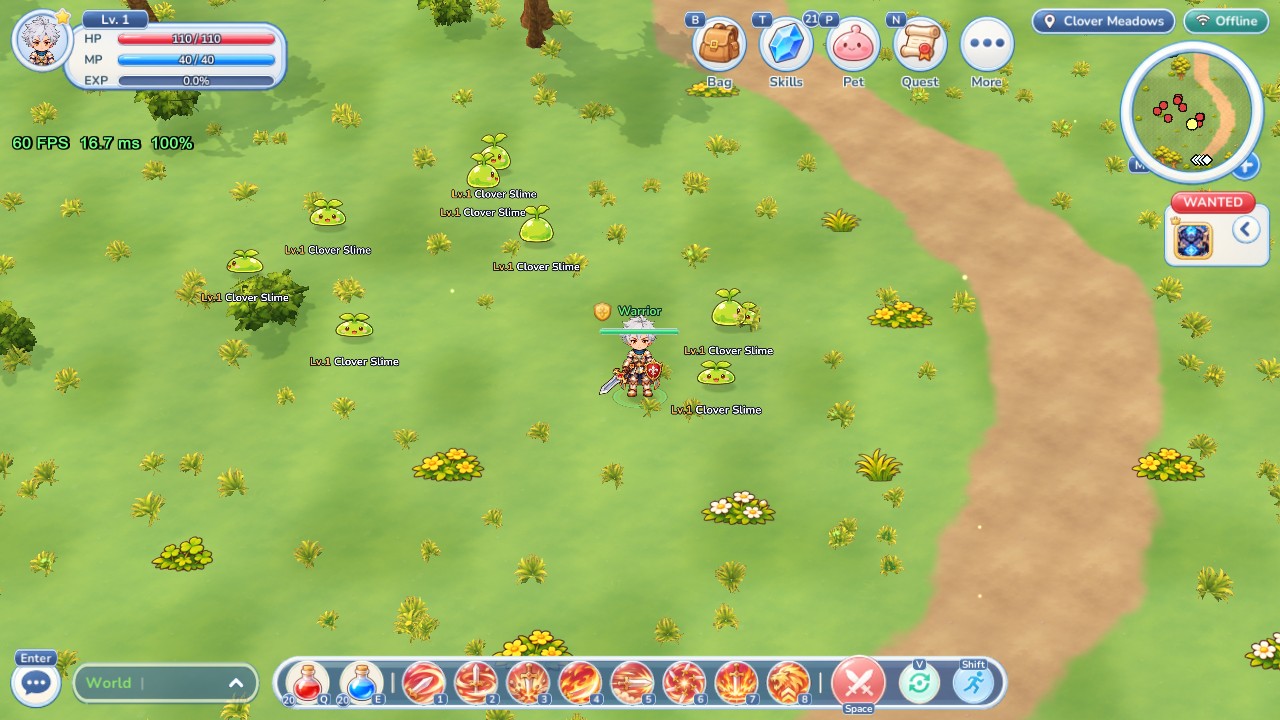 Lv. 1
HP 110 / 110
MP 40 / 40
EXP 0.0%
60 FPS 16.7 ms 100%
B T 21 P N
Bag Skills Pet Quest More
Clover Meadows
Offline
M
WANTED
Lv.1 Clover Slime
Lv.1 Clover Slime
Lv.1 Clover Slime
Lv.1 Clover Slime
Lv.1 Clover Slime
Lv.1 Clover Slime
Warrior
Lv.1 Clover Slime
Lv.1 Clover Slime
Enter
World
20 Q 20 E 1 2 3 4 5 6 7 8
Space
V
Shift